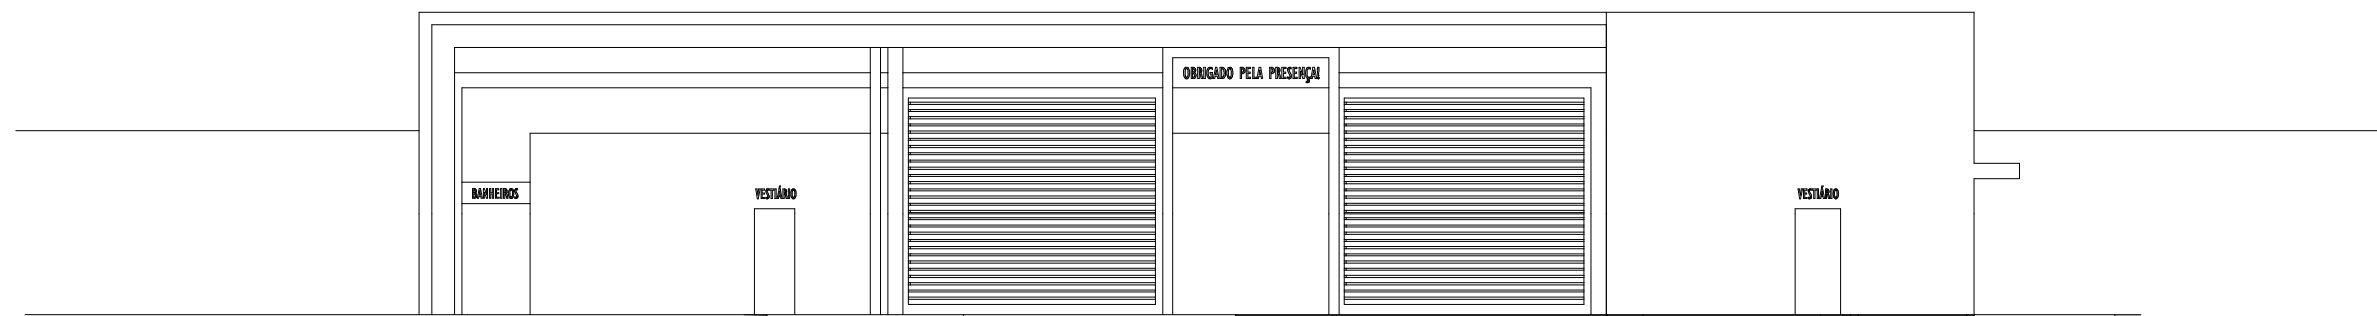 OBRIGADO PELA PRESENÇA!
BANHEIROS
VESTIÁRIO
VESTIÁRIO